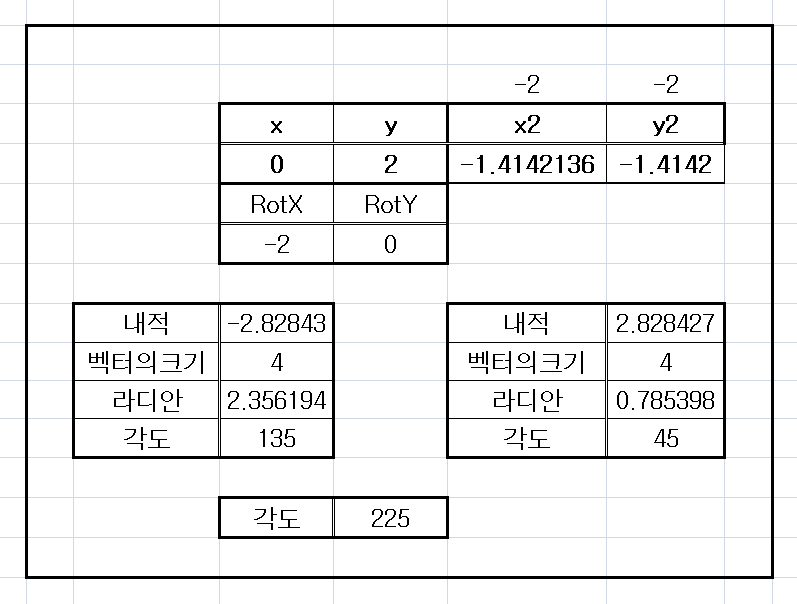 -2 -2
x y x2 y2
0 2 -1.4142136 -1.4142
RotX RotY
-2 0
내적 -2.82843 내적 2.828427
벡터의크기 4 벡터의크기 4
라디안 2.356194 라디안 0.785398
각도 135 각도 45
각도 225